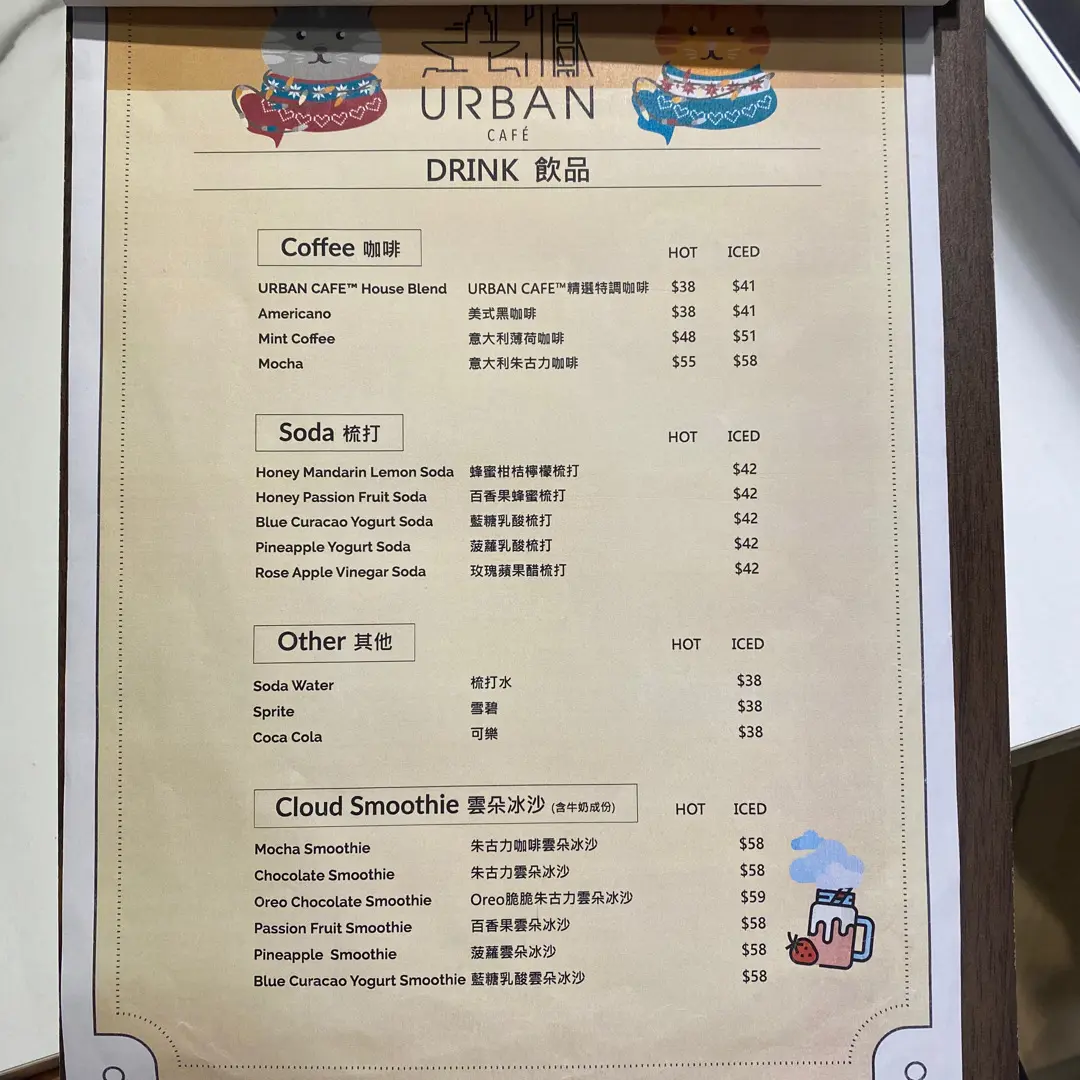 URBAN
CAFÉ
DRINK 飲品
Coffee 咖啡 HOT ICED
URBAN CAFE™ House Blend URBAN CAFE™精選特調咖啡 $38 $41
Americano 美式黑咖啡 $38 $41
Mint Coffee 意大利薄荷咖啡 $48 $51
Mocha 意大利朱古力咖啡 $55 $58
Soda 梳打 HOT ICED
Honey Mandarin Lemon Soda 蜂蜜柑桔檸檬梳打 $42
Honey Passion Fruit Soda 百香果蜂蜜梳打 $42
Blue Curacao Yogurt Soda 藍糖乳酸梳打 $42
Pineapple Yogurt Soda 菠蘿乳酸梳打 $42
Rose Apple Vinegar Soda 玫瑰蘋果醋梳打 $42
Other 其他 HOT ICED
Soda Water 梳打水 $38
Sprite 雪碧 $38
Coca Cola 可樂 $38
Cloud Smoothie 雲朵冰沙 (含牛奶成份) HOT ICED
Mocha Smoothie 朱古力咖啡雲朵冰沙 $58
Chocolate Smoothie 朱古力雲朵冰沙 $58
Oreo Chocolate Smoothie Oreo脆脆朱古力雲朵冰沙 $59
Passion Fruit Smoothie 百香果雲朵冰沙 $58
Pineapple Smoothie 菠蘿雲朵冰沙 $58
Blue Curacao Yogurt Smoothie 藍糖乳酸雲朵冰沙 $58